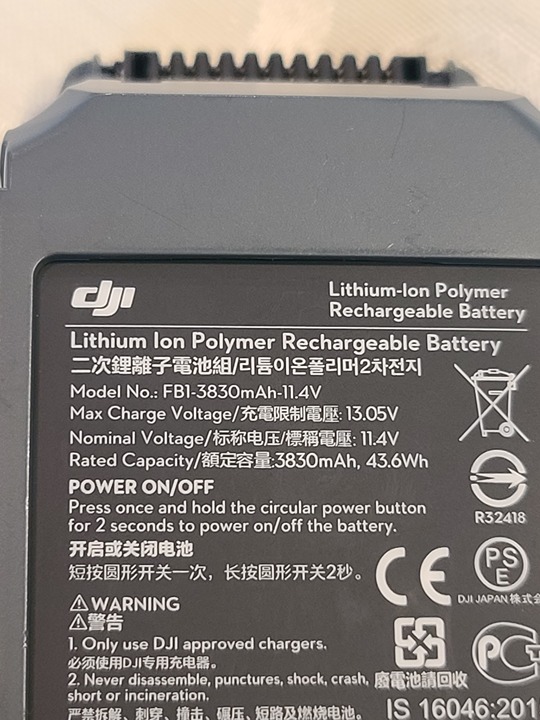 dji
Lithium-Ion Polymer
Rechargeable Battery
Lithium Ion Polymer Rechargeable Battery
二次鋰離子電池組/리튬이온폴리머2차전지
Model No.: FB1-3830mAh-11.4V
Max Charge Voltage/充電限制電壓: 13.05V
Nominal Voltage/标称电压/標稱電壓: 11.4V
Rated Capacity/額定容量:3830mAh, 43.6Wh
R32418
POWER ON/OFF
Press once and hold the circular power button
for 2 seconds to power on/off the battery.
开启或关闭电池
短按圆形开关一次，长按圆形开关2秒。
CE
PS
E
DJI JAPAN 株式会
⚠WARNING
⚠警告
1. Only use DJI approved chargers.
必须使用DJI专用充电器。
2. Never disassemble, punctures, shock, crash,
short or incineration.
严禁拆解、刺穿、撞击、碾压、短路及燃烧电池。
廢電池請回收
IS 16046:201